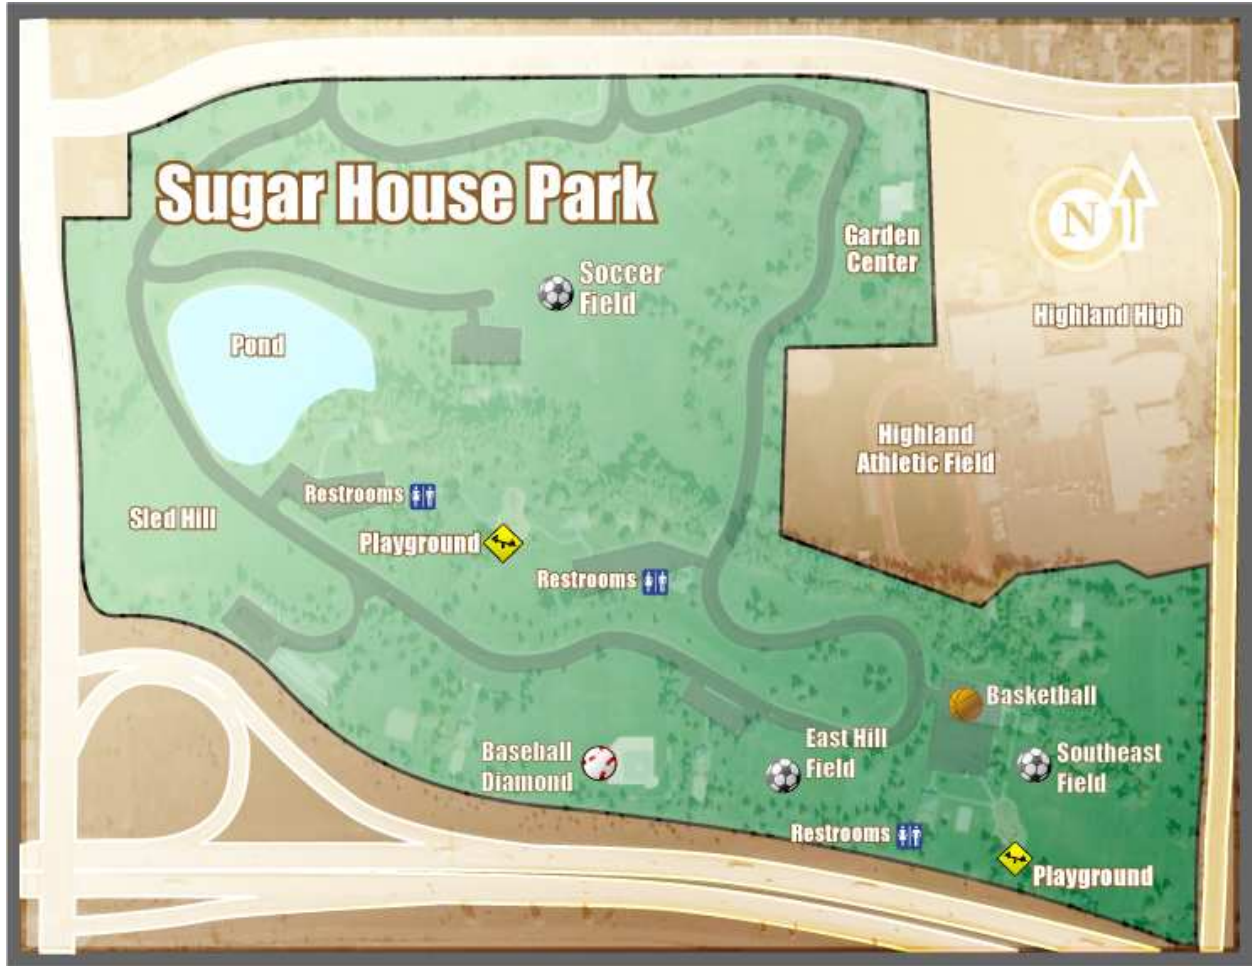 Sugar House Park
N
Garden
Center
Soccer
Field
Highland High
Pond
Highland
Athletic Field
Restrooms
Sled Hill
Playground
Restrooms
Basketball
East Hill
Field
Baseball
Diamond
Southeast
Field
Restrooms
Playground